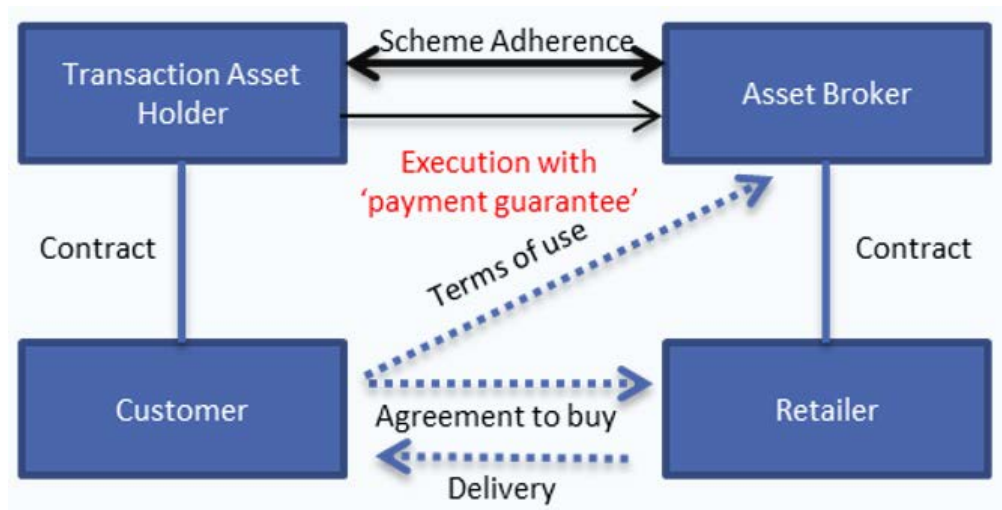 Scheme Adherence
Transaction Asset
Holder
Asset Broker
Execution with
‘payment guarantee’
Contract
Terms of use
Contract
Customer
Agreement to buy
Retailer
Delivery